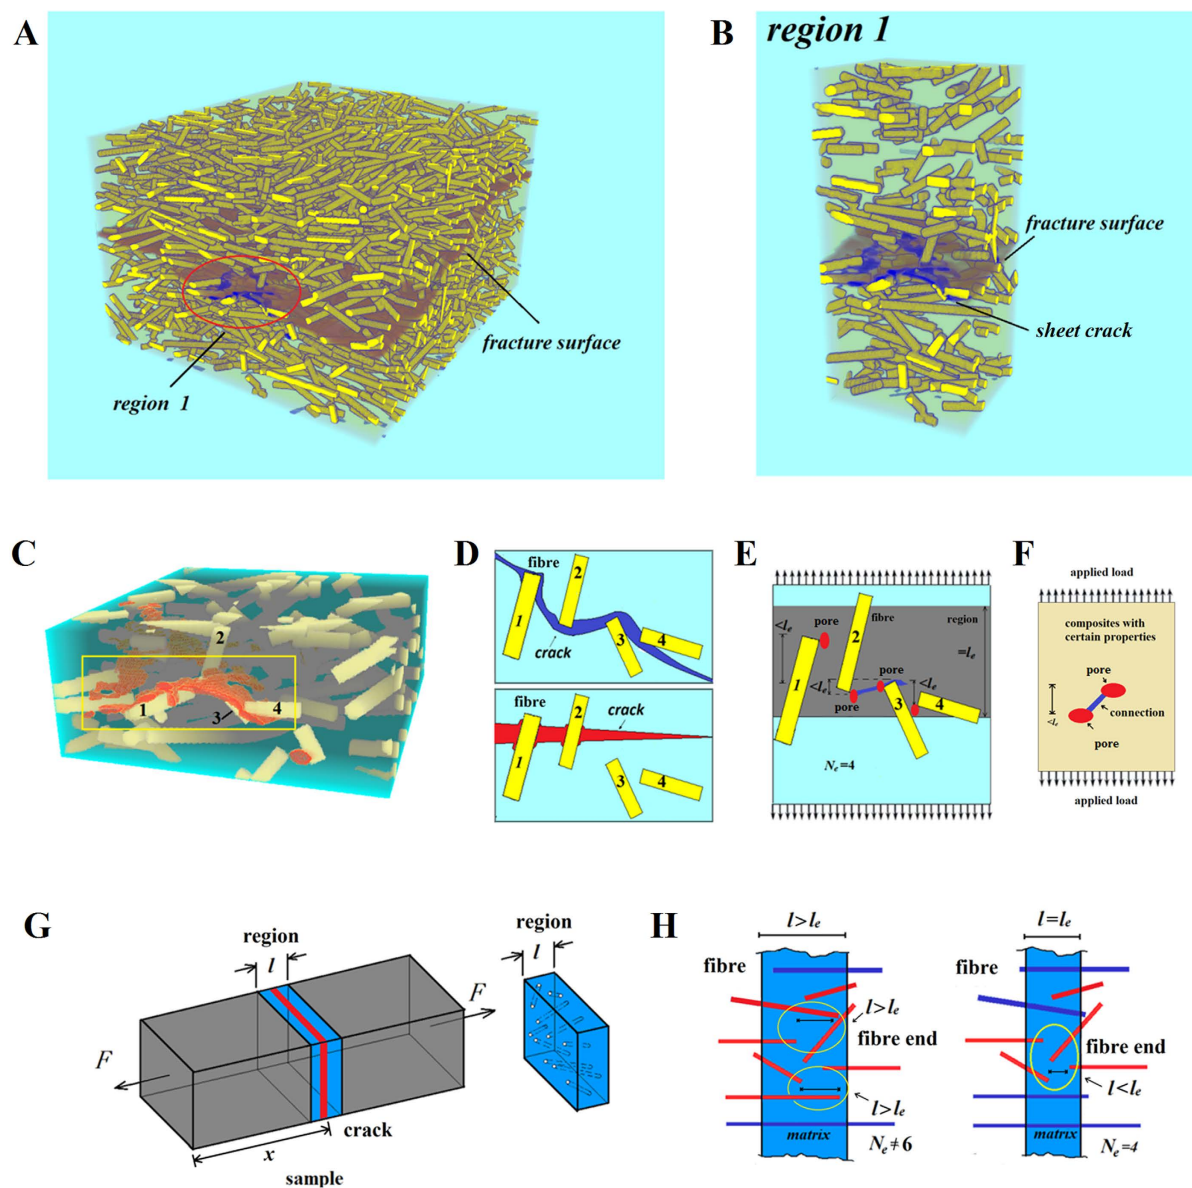 A
fracture surface
region 1
B
region 1
fracture surface
sheet crack
C
1
2
3
4
D
fibre
1
2
3
4
crack
crack
1
2
3
4
E
<lₑ
pore
2
fibre
region
=lₑ
1
<lₑ
pore
pore
<lₑ
3
4
Nₑ=4
F
applied load
composites with
certain properties
pore
<lₑ
connection
pore
applied load
G
region
l
F
F
crack
x
sample
region
l
H
l>lₑ
fibre
l>lₑ
fibre end
l>lₑ
matrix
Nₑ≠6
l=lₑ
fibre
fibre end
l<lₑ
matrix
Nₑ=4